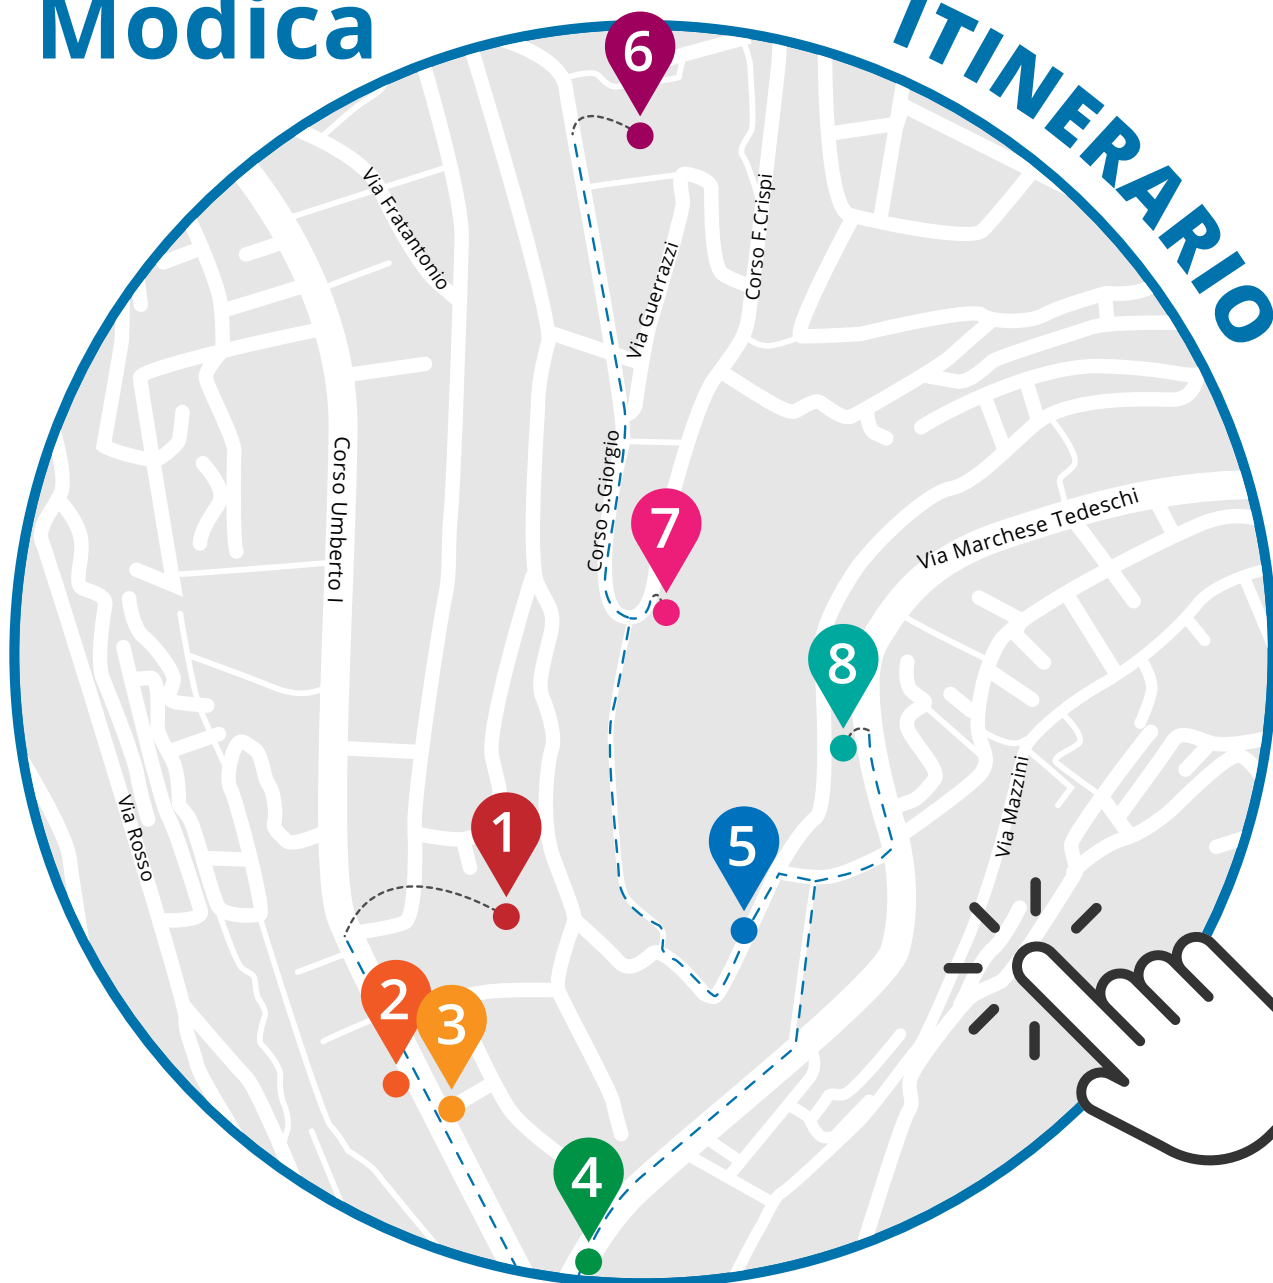 Modica
ITINERARIO
6
Via Fratantonio
Corso F.Crispi
Via Guerrazzi
Corso Umberto I
Corso S.Giorgio
7
Via Marchese Tedeschi
8
Via Rosso
1
5
Via Mazzini
2
3
4